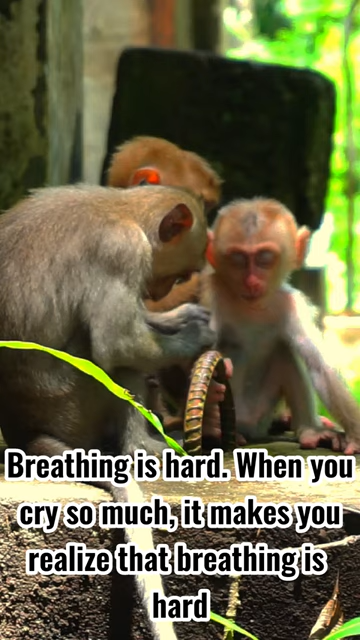 Breathing is hard. When you
cry so much, it makes you
realize that breathing is
hard